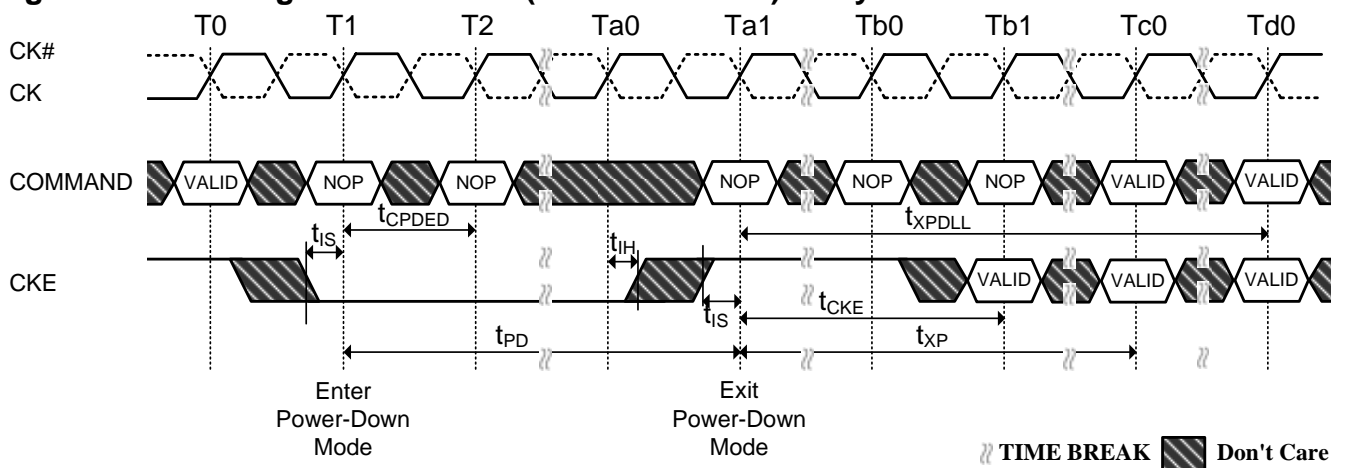 T0 T1 T2 Ta0 Ta1 Tb0 Tb1 Tc0 Td0
CK#
CK
COMMAND VALID NOP NOP NOP NOP NOP VALID VALID
tCPDED
tXPDLL
tIS
tIH
CKE VALID VALID VALID
tIS
tCKE
tPD
tXP
Enter
Power-Down
Mode
Exit
Power-Down
Mode
TIME BREAK Don't Care